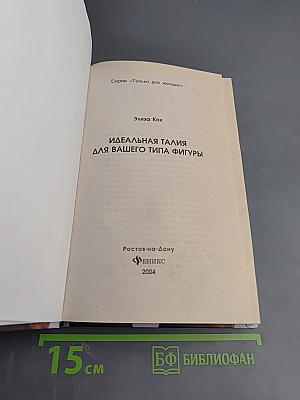 Серия «Только для женщин»
Элиза Кох
ИДЕАЛЬНАЯ ТАЛИЯ
ДЛЯ ВАШЕГО ТИПА ФИГУРЫ
Ростов-на-Дону
ФЕНИКС
2004
15 см
БФ БИБЛИОФАН